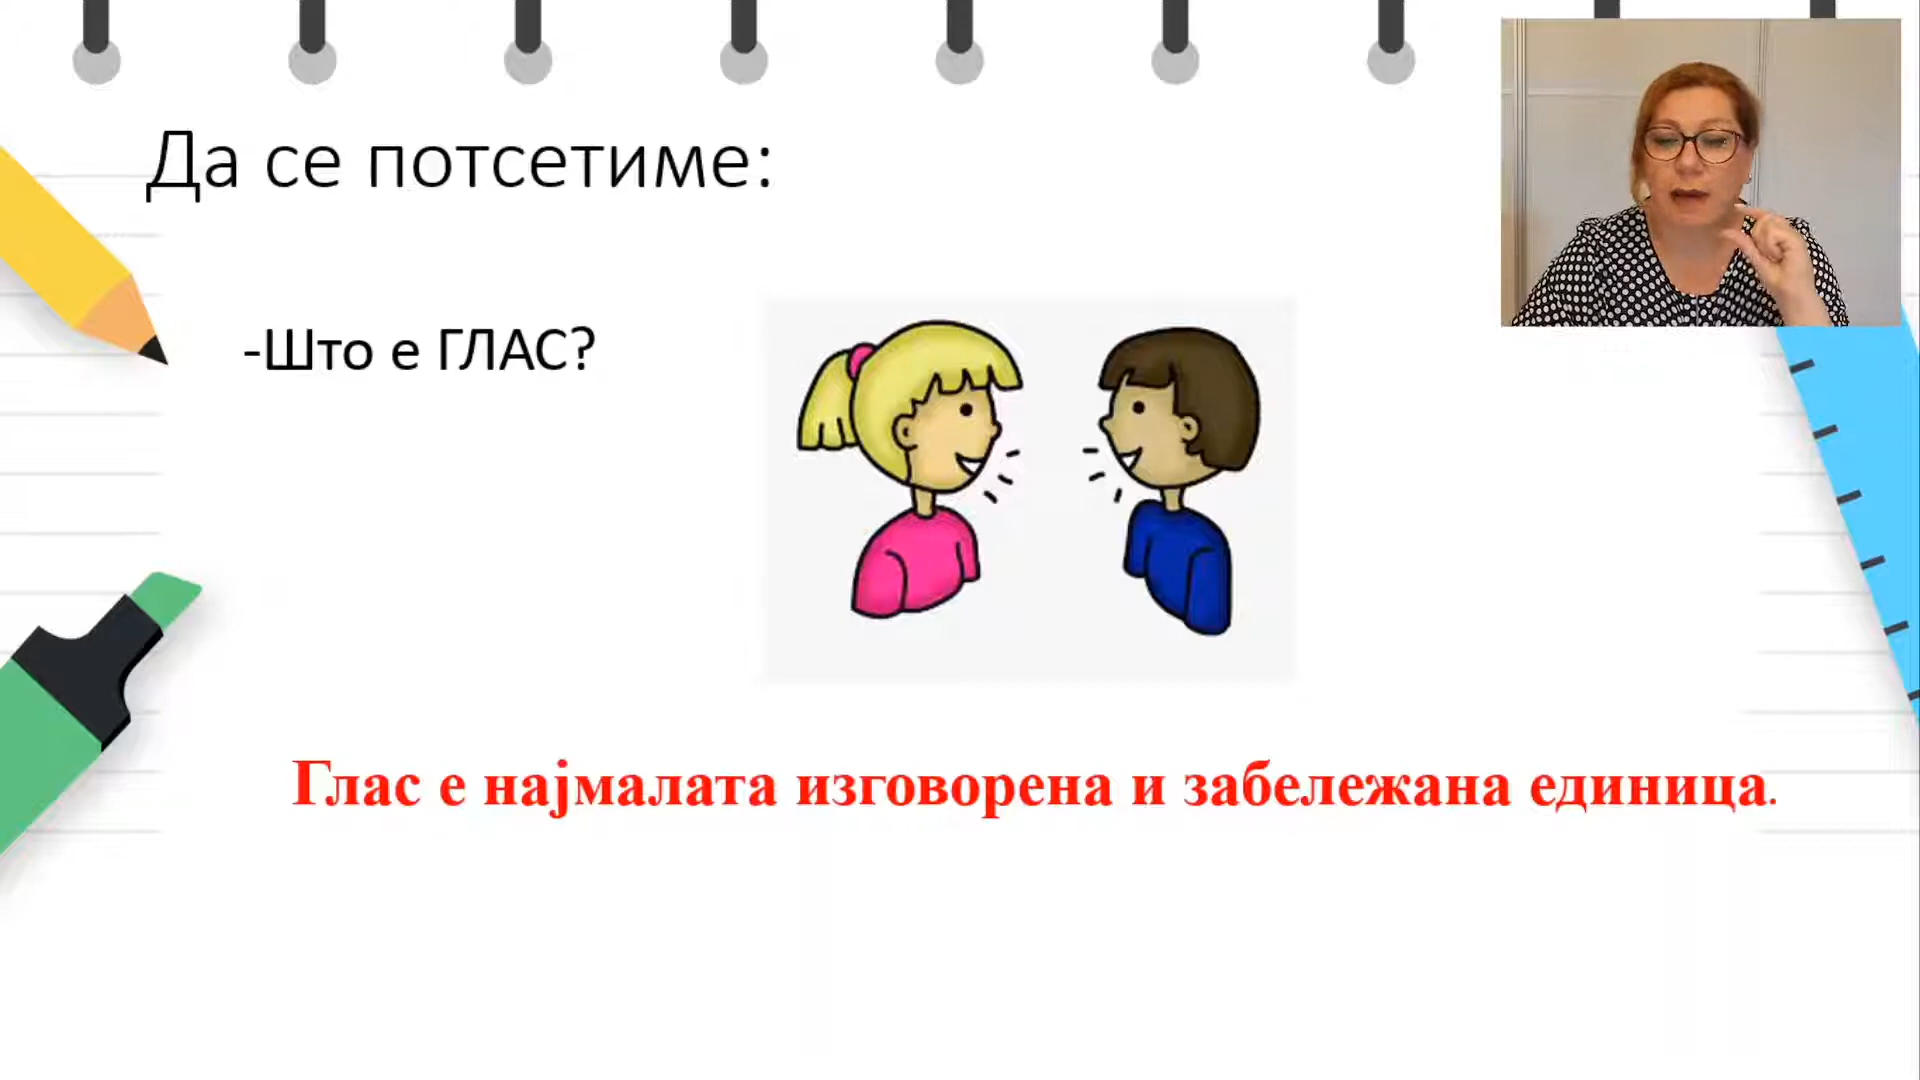 Да се потсетиме:
-Што е ГЛАС?
Глас е најмалата изговорена и забележана единица.